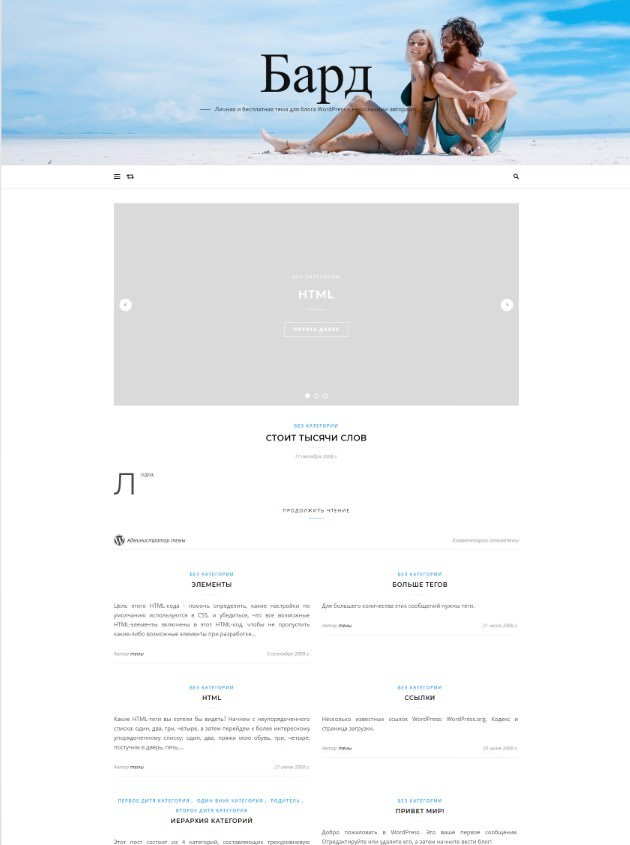 Бард
Личная и бесплатная тема для блога WordPress с несколькими авторами
БЕЗ КАТЕГОРИИ
HTML
ЧИТАТЬ ДАЛЕЕ
БЕЗ КАТЕГОРИИ
СТОИТ ТЫСЯЧИ СЛОВ
17 октября 2008 г.
Лодка
ПРОДОЛЖИТЬ ЧТЕНИЕ
Администратор темы
Комментарии отключены
БЕЗ КАТЕГОРИИ
ЭЛЕМЕНТЫ
Цель этого HTML-кода - помочь определить, какие настройки по
умолчанию используются в CSS, и убедиться, что все возможные
HTML-элементы включены в этот HTML-код, чтобы не пропустить
какие-либо возможные элементы при разработке...
Автор темы
5 сентября 2008 г.
БЕЗ КАТЕГОРИИ
БОЛЬШЕ ТЕГОВ
Для большего количества этих сообщений нужны теги.
Автор темы
21 июня 2008 г.
БЕЗ КАТЕГОРИИ
HTML
Какие HTML-теги вы хотели бы видеть? Начнем с неупорядоченного
списка: один, два, три, четыре, а затем перейдем к более интересному
упорядоченному списку: один, два, пряжи мою обувь, три, четыре,
постучим в дверь, пять,...
Автор темы
21 июня 2008 г.
БЕЗ КАТЕГОРИИ
ССЫЛКИ
Несколько известных ссылок WordPress: WordPress.org, Кодекс и
страница загрузки.
Автор темы
БЕЗ КАТЕГОРИИ
ПРИВЕТ МИР!
Добро пожаловать в WordPress. Это ваше первое сообщение.
Отредактируйте или удалите его, а затем начните вести блог!
ПЕРВОЕ ДИТЯ КАТЕГОРИЯ, ОДИН ВНУК КАТЕГОРИЯ, РОДИТЕЛЬ,
ВТОРОЕ ДИТЯ КАТЕГОРИЯ
ИЕРАРХИЯ КАТЕГОРИЙ
Этот пост состоит из 4 категорий, составляющих трехуровневую